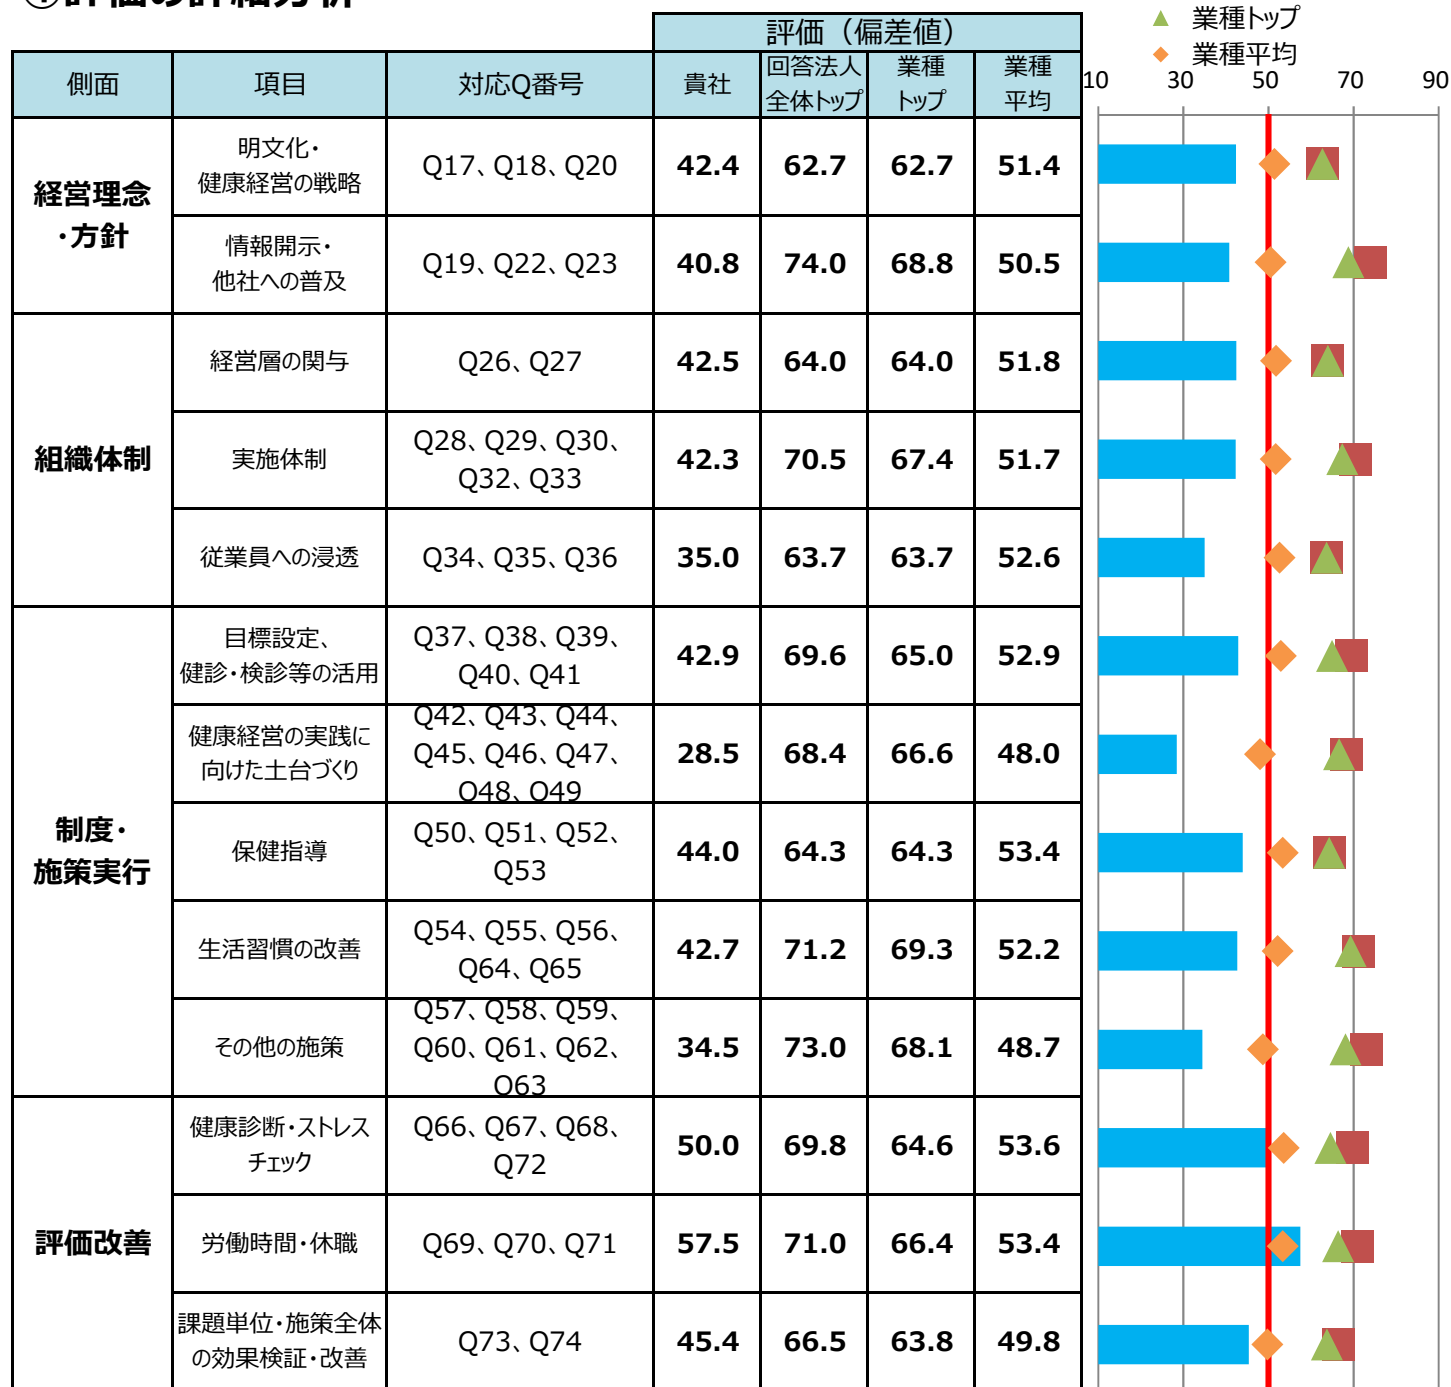 ①評価の詳細分析
▲ 業種トップ
◆ 業種平均
評価（偏差値）
側面 項目 対応Q番号 貴社 回答法人 業種 業種
全体トップ トップ 平均
10 30 50 70 90
経営理念
・方針
明文化・
健康経営の戦略
Q17、Q18、Q20 42.4 62.7 62.7 51.4
情報開示・
他社への普及
Q19、Q22、Q23 40.8 74.0 68.8 50.5
組織体制
経営層の関与 Q26、Q27 42.5 64.0 64.0 51.8
実施体制
Q28、Q29、Q30、
Q32、Q33
42.3 70.5 67.4 51.7
従業員への浸透 Q34、Q35、Q36 35.0 63.7 63.7 52.6
制度・
施策実行
目標設定、
健診・検診等の活用
Q37、Q38、Q39、
Q40、Q41
42.9 69.6 65.0 52.9
健康経営の実践に
向けた土台づくり
Q42、Q43、Q44、
Q45、Q46、Q47、
Q48、Q49
28.5 68.4 66.6 48.0
保健指導
Q50、Q51、Q52、
Q53
44.0 64.3 64.3 53.4
生活習慣の改善
Q54、Q55、Q56、
Q64、Q65
42.7 71.2 69.3 52.2
その他の施策
Q57、Q58、Q59、
Q60、Q61、Q62、
Q63
34.5 73.0 68.1 48.7
評価改善
健康診断・ストレス
チェック
Q66、Q67、Q68、
Q72
50.0 69.8 64.6 53.6
労働時間・休職 Q69、Q70、Q71 57.5 71.0 66.4 53.4
課題単位・施策全体
の効果検証・改善
Q73、Q74 45.4 66.5 63.8 49.8